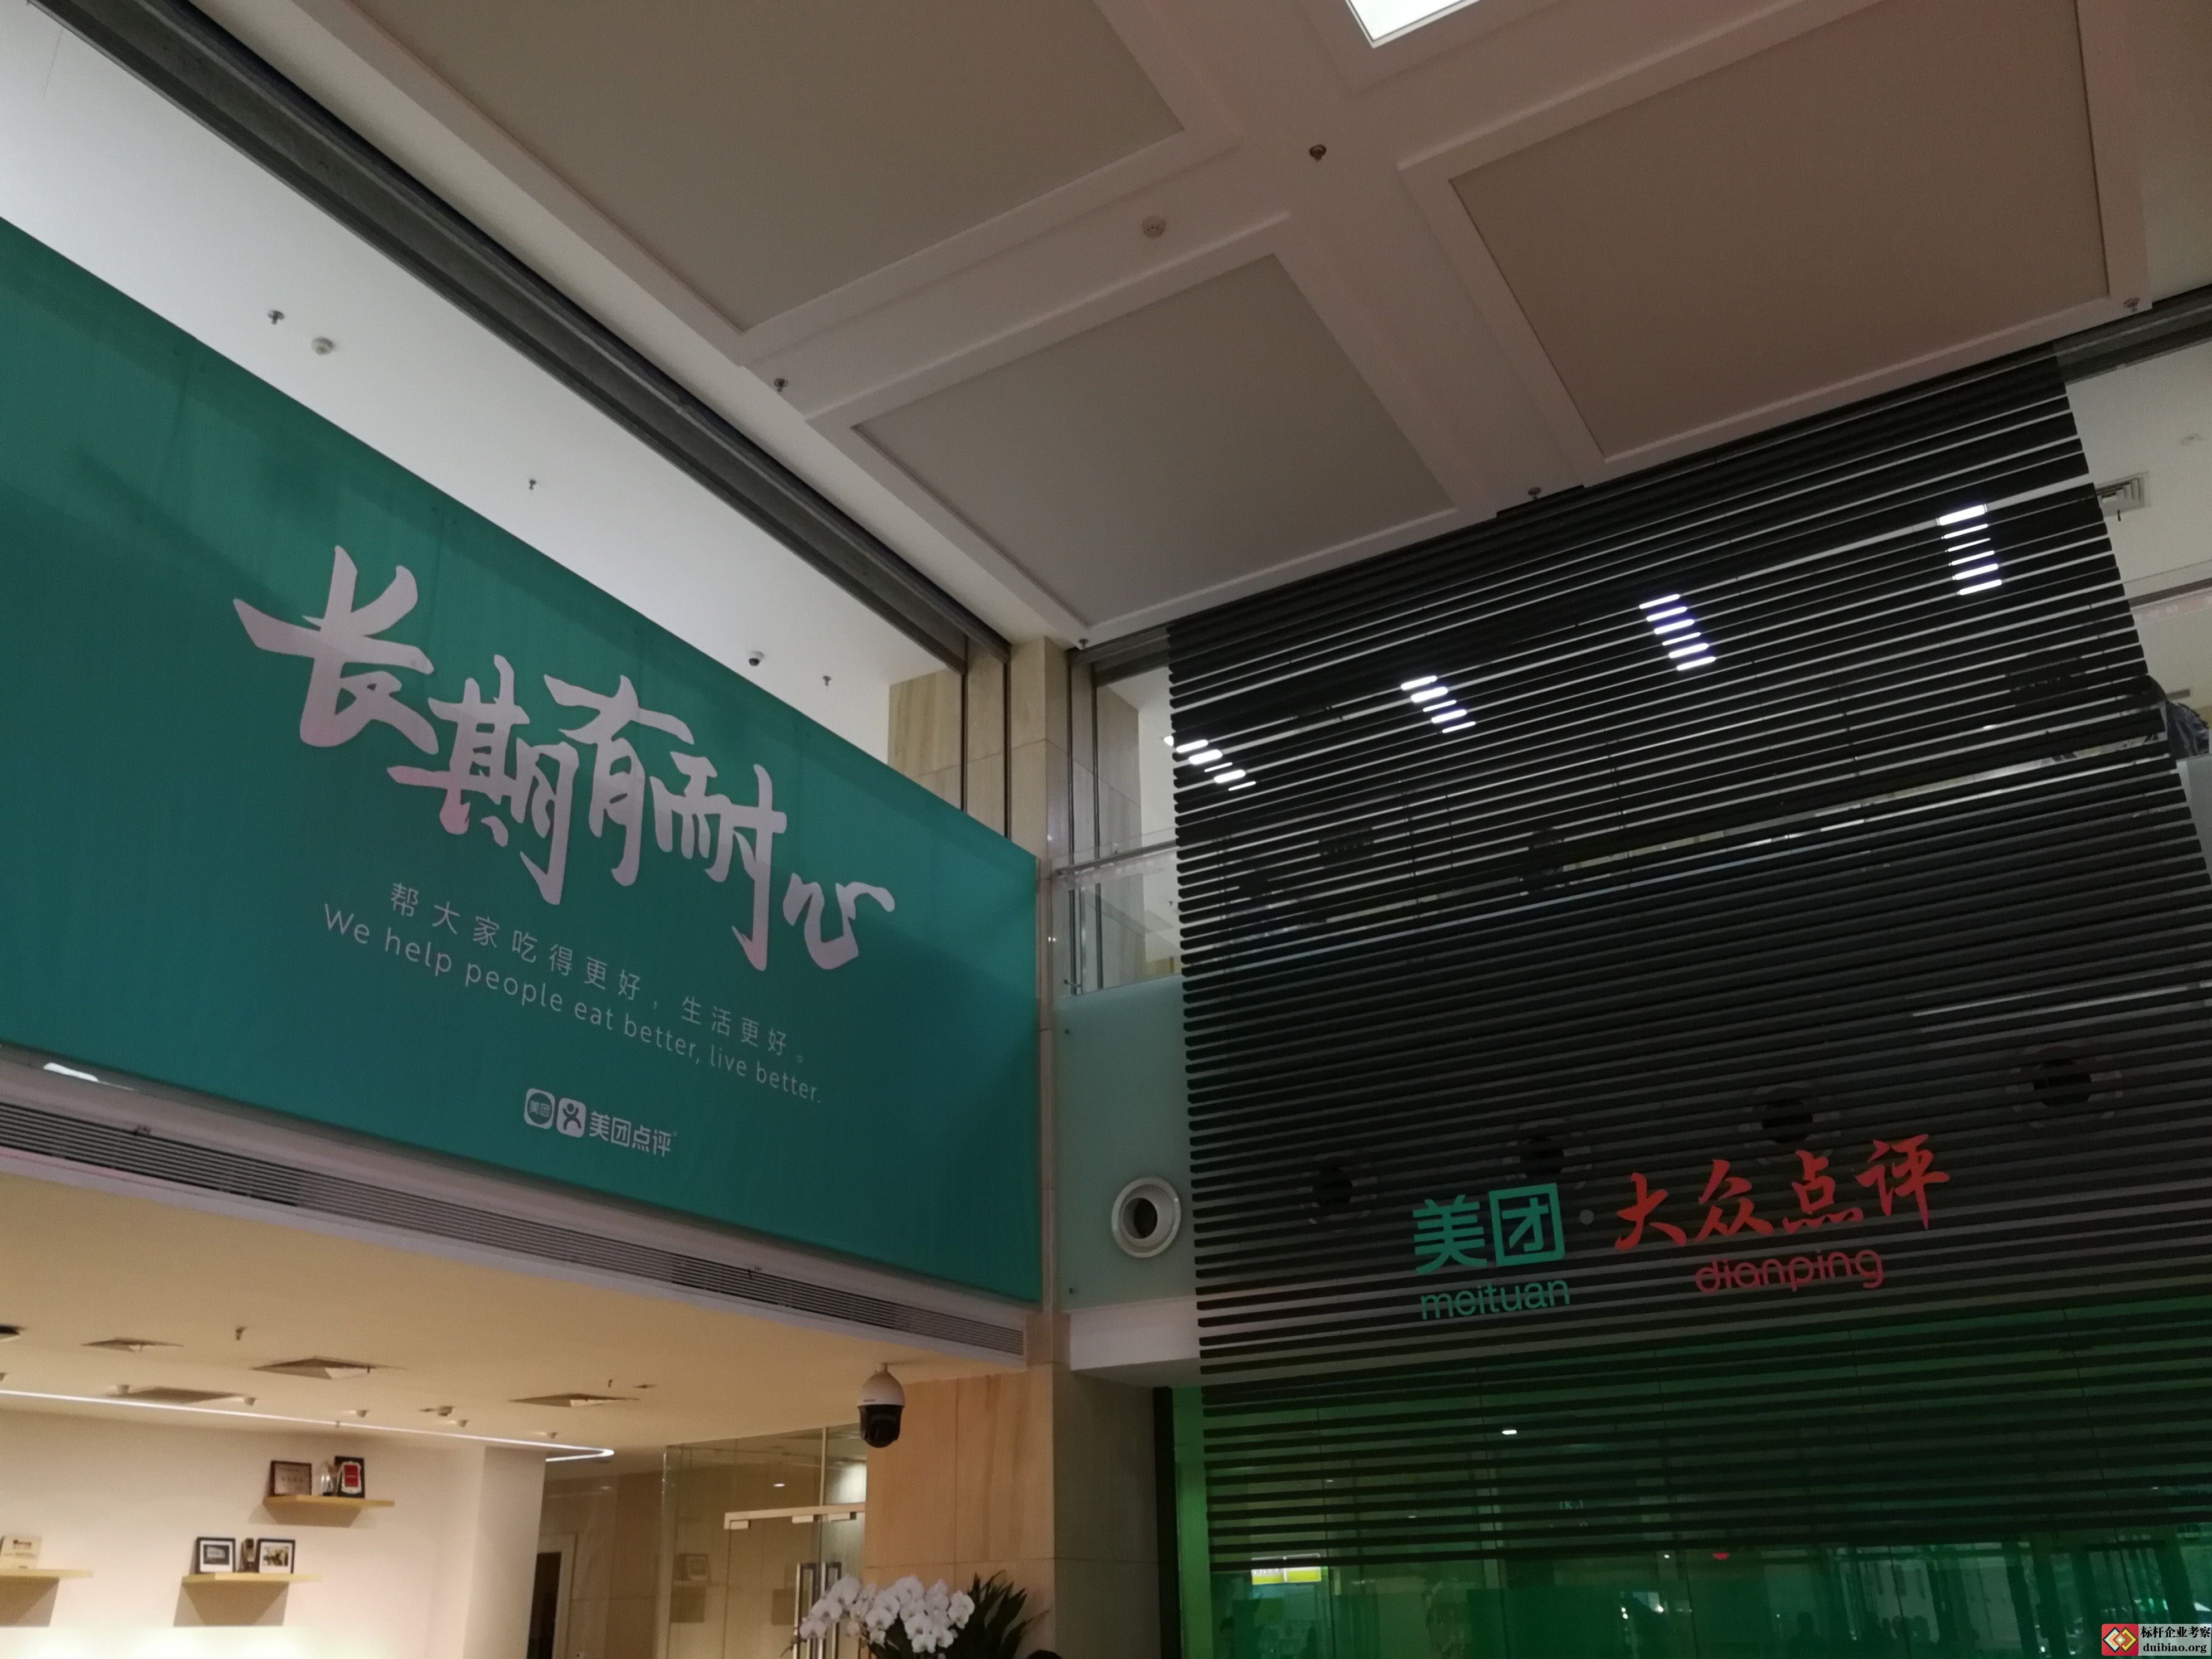 长期有耐心
帮大家吃得更好，生活更好。
We help people eat better, live better.
美团 美团点评
美团·大众点评
meituan dianping
标杆企业考察
duibiao.org